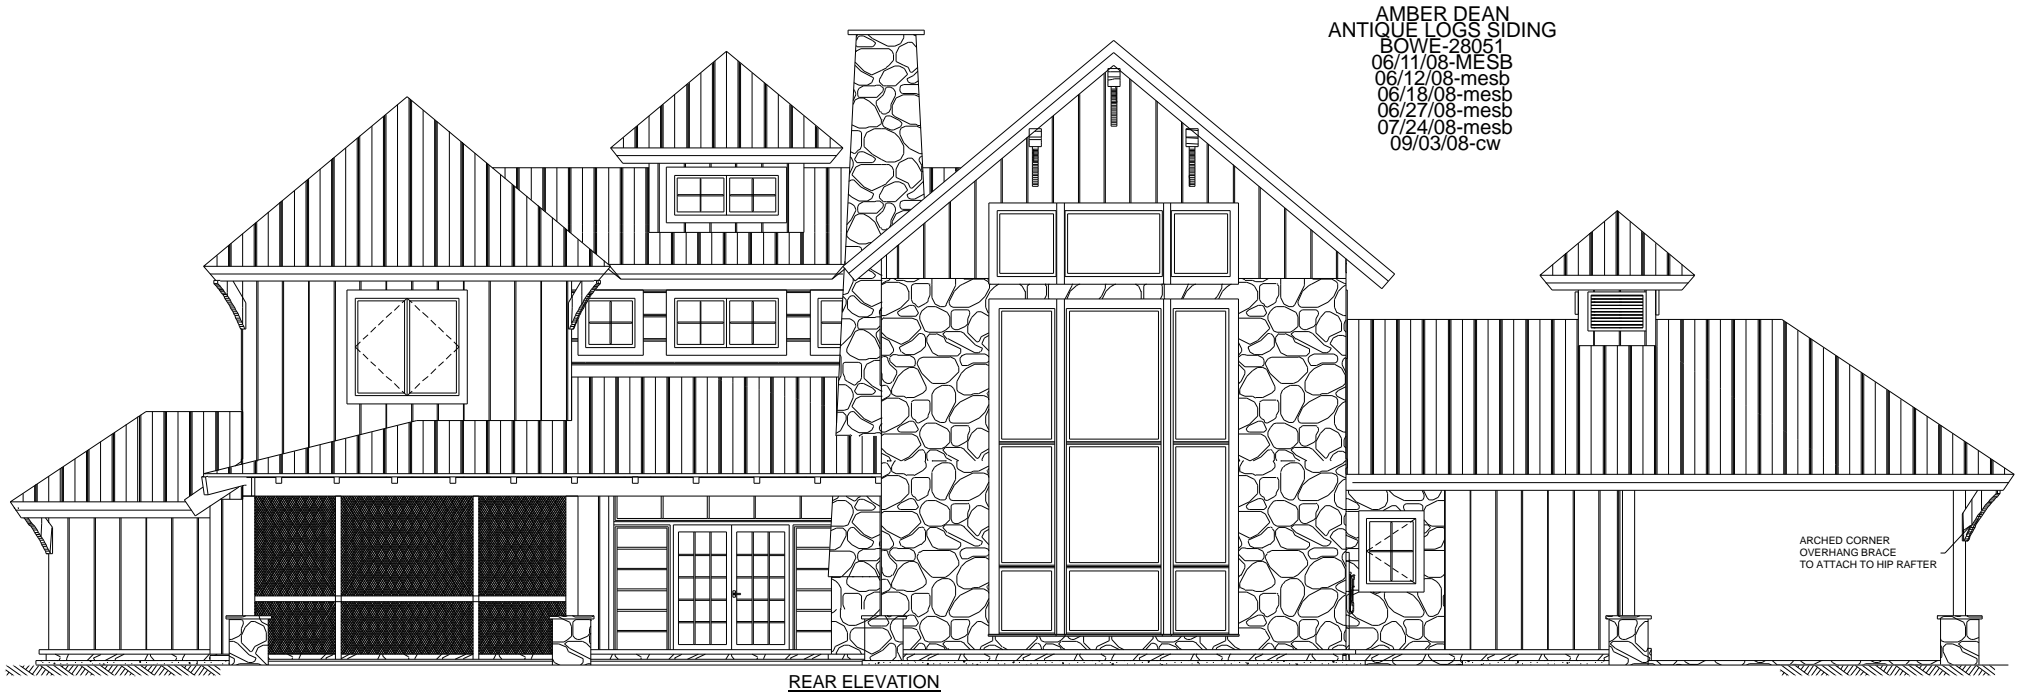 AMBER DEAN
ANTIQUE LOGS SIDING
BOWE-28051
06/11/08-MESB
06/12/08-mesb
06/18/08-mesb
06/27/08-mesb
07/24/08-mesb
09/03/08-cw
ARCHED CORNER
OVERHANG BRACE
TO ATTACH TO HIP RAFTER
REAR ELEVATION